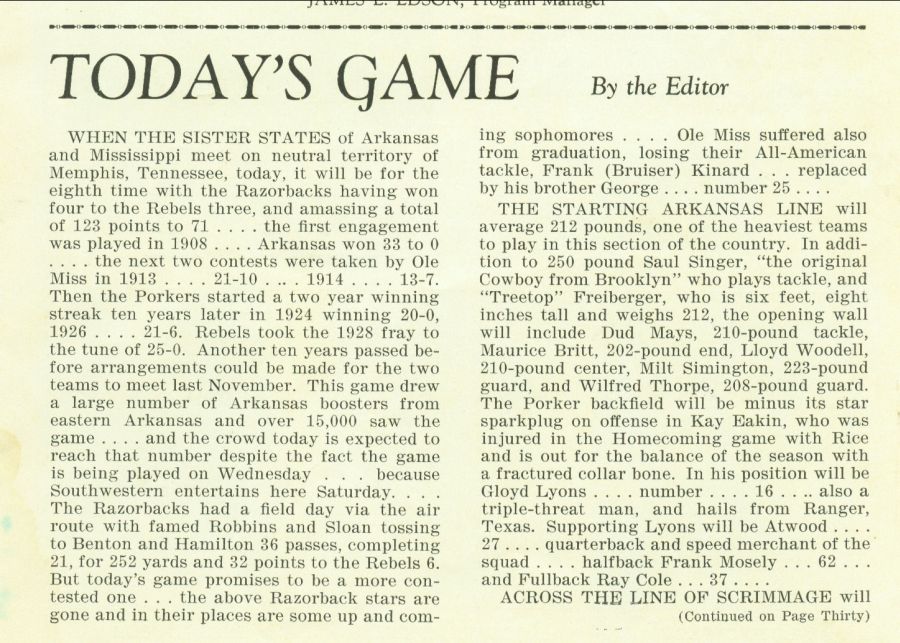 JAMES E. EDSON, Program Manager
TODAY'S GAME
By the Editor
WHEN THE SISTER STATES of Arkansas
and Mississippi meet on neutral territory of
Memphis, Tennessee, today, it will be for the
eighth time with the Razorbacks having won
four to the Rebels three, and amassing a total
of 123 points to 71 . . . . the first engagement
was played in 1908 . . . . Arkansas won 33 to 0
. . . . the next two contests were taken by Ole
Miss in 1913 . . . . 21-10 . . . . 1914 . . . . 13-7.
Then the Porkers started a two year winning
streak ten years later in 1924 winning 20-0,
1926 . . . . 21-6. Rebels took the 1928 fray to
the tune of 25-0. Another ten years passed be-
fore arrangements could be made for the two
teams to meet last November. This game drew
a large number of Arkansas boosters from
eastern Arkansas and over 15,000 saw the
game . . . . and the crowd today is expected to
reach that number despite the fact the game
is being played on Wednesday . . . because
Southwestern entertains here Saturday. . . .
The Razorbacks had a field day via the air
route with famed Robbins and Sloan tossing
to Benton and Hamilton 36 passes, completing
21, for 252 yards and 32 points to the Rebels 6.
But today's game promises to be a more con-
tested one . . . the above Razorback stars are
gone and in their places are some up and com-
ing sophomores . . . . Ole Miss suffered also
from graduation, losing their All-American
tackle, Frank (Bruiser) Kinard . . . replaced
by his brother George . . . . number 25 . . . .
THE STARTING ARKANSAS LINE will
average 212 pounds, one of the heaviest teams
to play in this section of the country. In addi-
tion to 250 pound Saul Singer, "the original
Cowboy from Brooklyn" who plays tackle, and
"Treetop" Freiberger, who is six feet, eight
inches tall and weighs 212, the opening wall
will include Dud Mays, 210-pound tackle,
Maurice Britt, 202-pound end, Lloyd Woodell,
210-pound center, Milt Simington, 223-pound
guard, and Wilfred Thorpe, 208-pound guard.
The Porker backfield will be minus its star
sparkplug on offense in Kay Eakin, who was
injured in the Homecoming game with Rice
and is out for the balance of the season with
a fractured collar bone. In his position will be
Gloyd Lyons . . . . number . . . . 16 . . . . also a
triple-threat man, and hails from Ranger,
Texas. Supporting Lyons will be Atwood . . . .
27 . . . . quarterback and speed merchant of the
squad . . . . halfback Frank Mosely . . . 62 . . .
and Fullback Ray Cole . . . 37 . . . .
ACROSS THE LINE OF SCRIMMAGE will
(Continued on Page Thirty)